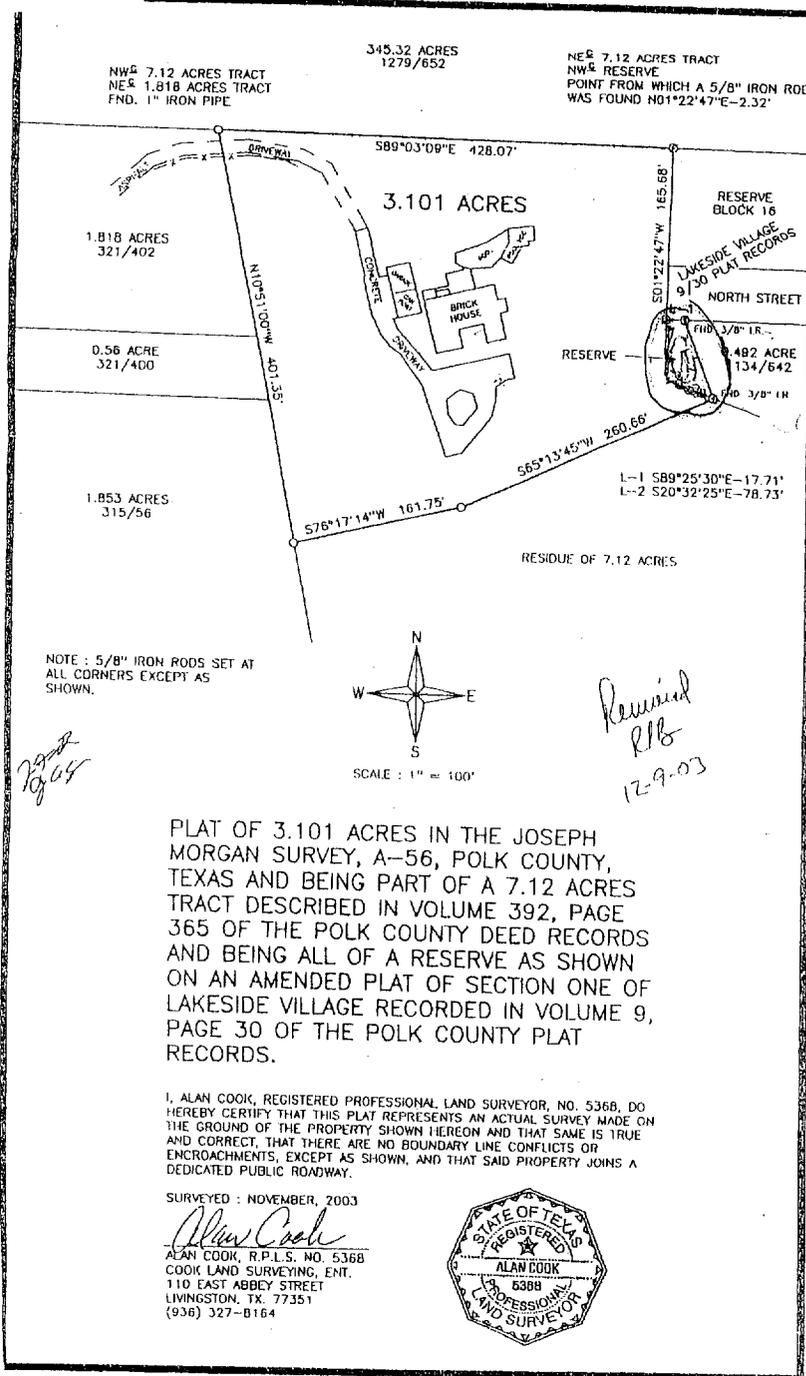 345.32 ACRES
1279/652
NWC 7.12 ACRES TRACT
NEC 1.818 ACRES TRACT
FND. 1" IRON PIPE
NEC 7.12 ACRES TRACT
NWC RESERVE
POINT FROM WHICH A 5/8" IRON ROD
WAS FOUND N01°22'47"E-2.32'
S89°03'09"E 428.07'
ASPHALT
DRIVEWAY
3.101 ACRES
S01°22'47"W 165.68'
RESERVE
BLOCK 16
LAKESIDE VILLAGE
9/30 PLAT RECORDS
NORTH STREET
1.818 ACRES
321/402
N10°51'00"W 401.35'
CONCRETE
DRIVEWAY
BRICK
HOUSE
FND 3/8" I.R.
RESERVE
0.492 ACRE
134/642
FND 3/8" I.R.
0.56 ACRE
321/400
S65°13'45"W 260.66'
L-1 S89°25'30"E-17.71'
L-2 S20°32'25"E-78.73'
1.853 ACRES
315/56
S76°17'14"W 161.75'
RESIDUE OF 7.12 ACRES
NOTE : 5/8" IRON RODS SET AT
ALL CORNERS EXCEPT AS
SHOWN.
N
W E
S
SCALE : 1" = 100'
12-9-03
PLAT OF 3.101 ACRES IN THE JOSEPH
MORGAN SURVEY, A-56, POLK COUNTY,
TEXAS AND BEING PART OF A 7.12 ACRES
TRACT DESCRIBED IN VOLUME 392, PAGE
365 OF THE POLK COUNTY DEED RECORDS
AND BEING ALL OF A RESERVE AS SHOWN
ON AN AMENDED PLAT OF SECTION ONE OF
LAKESIDE VILLAGE RECORDED IN VOLUME 9,
PAGE 30 OF THE POLK COUNTY PLAT
RECORDS.
I, ALAN COOK, REGISTERED PROFESSIONAL LAND SURVEYOR, NO. 5368, DO
HEREBY CERTIFY THAT THIS PLAT REPRESENTS AN ACTUAL SURVEY MADE ON
THE GROUND OF THE PROPERTY SHOWN HEREON AND THAT SAME IS TRUE
AND CORRECT, THAT THERE ARE NO BOUNDARY LINE CONFLICTS OR
ENCROACHMENTS, EXCEPT AS SHOWN, AND THAT SAID PROPERTY JOINS A
DEDICATED PUBLIC ROADWAY.
SURVEYED : NOVEMBER, 2003
Alan Cook
ALAN COOK, R.P.L.S. NO. 5368
COOK LAND SURVEYING, ENT.
110 EAST ABBEY STREET
LIVINGSTON, TX. 77351
(936) 327-8164
STATE OF TEXAS
REGISTERED
ALAN COOK
5368
PROFESSIONAL
LAND SURVEYOR